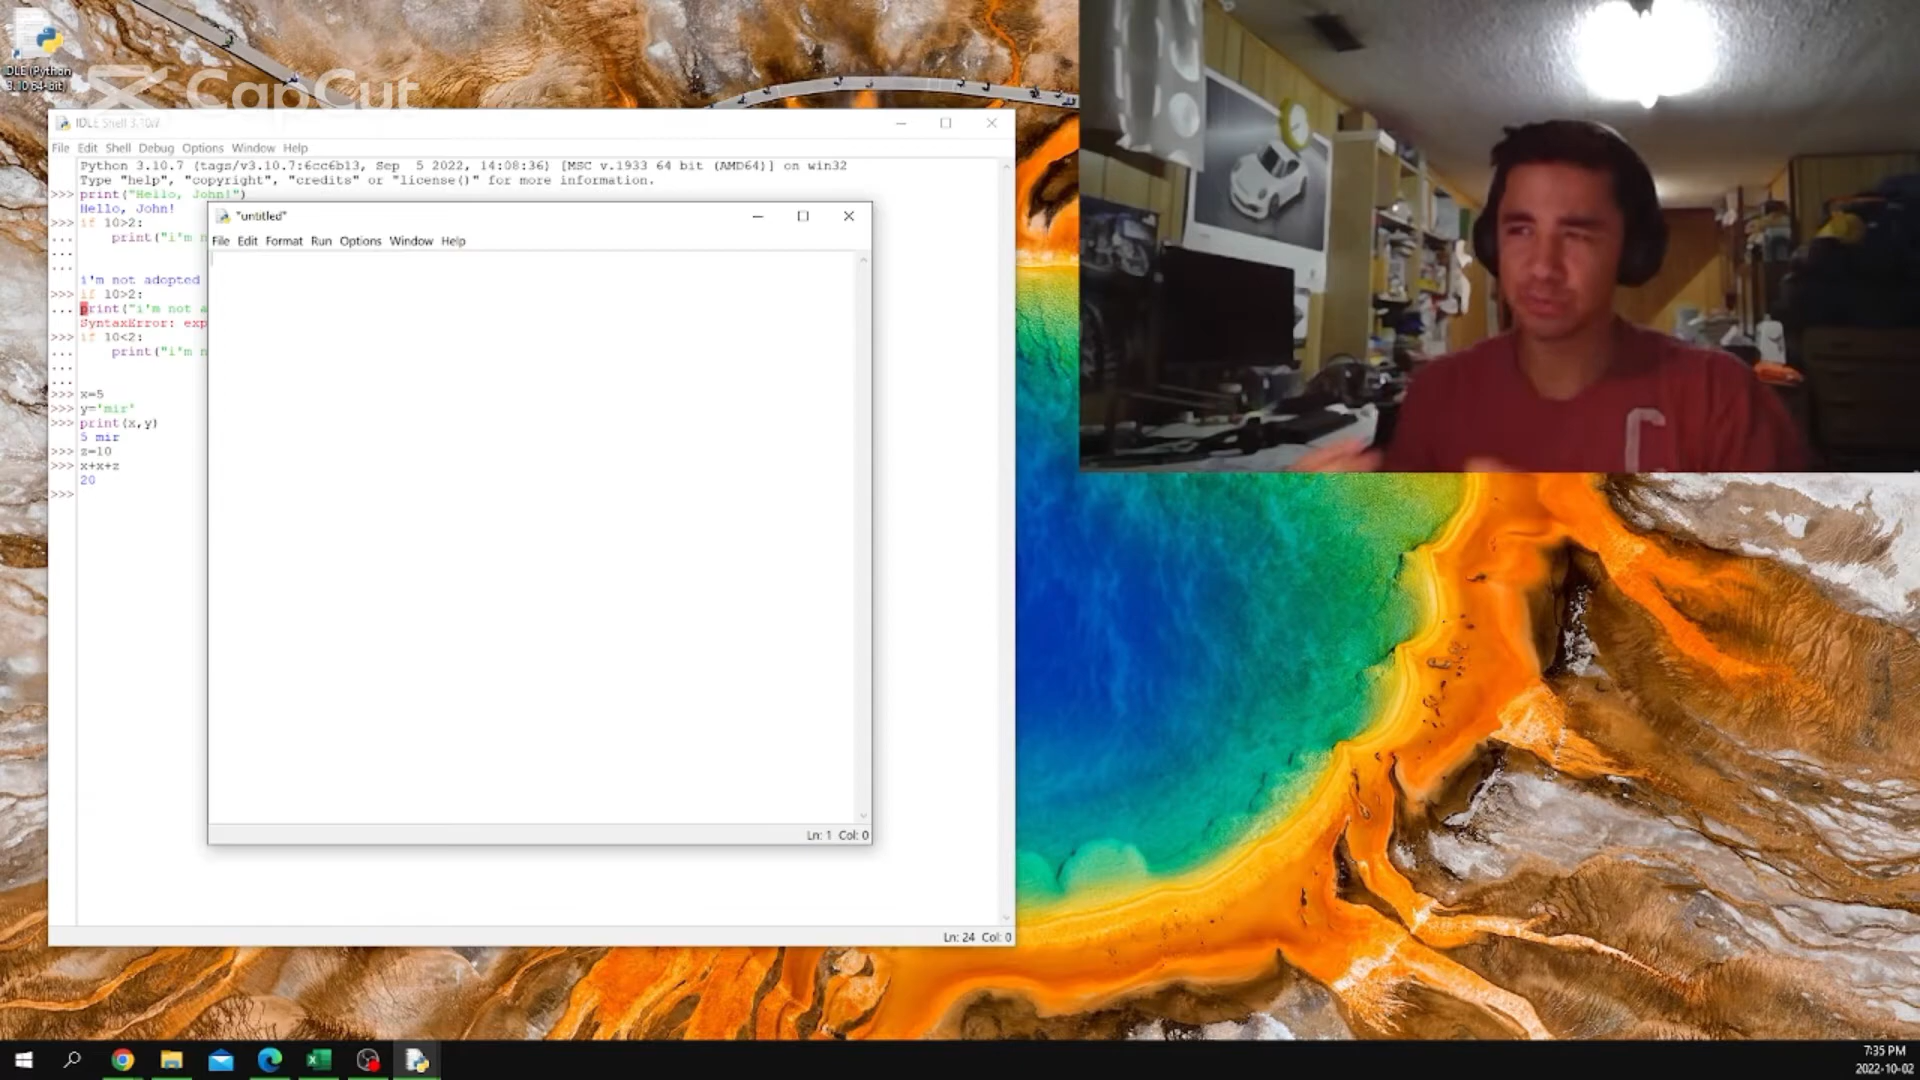 IDLE (Python
3.10 64-bit)
CapCut
IDLE Shell 3.10.7
File Edit Shell Debug Options Window Help
Python 3.10.7 (tags/v3.10.7:6cc6b13, Sep  5 2022, 14:08:36) [MSC v.1933 64 bit (AMD64)] on win32
Type "help", "copyright", "credits" or "license()" for more information.
>>> print("Hello, John!")
Hello, John!
>>> if 10>2:
... print("i'm n
...
...
i'm not adopted
>>> if 10>2:
... print("i'm not a
SyntaxError: exp
>>> if 10<2:
... print("i'm n
...
...
>>> x=5
>>> y='mir'
>>> print(x,y)
5 mir
>>> z=10
>>> x+x+z
20
>>>
Ln: 24 Col: 0
*untitled*
File Edit Format Run Options Window Help
Ln: 1 Col: 0
7:35 PM
2022-10-02